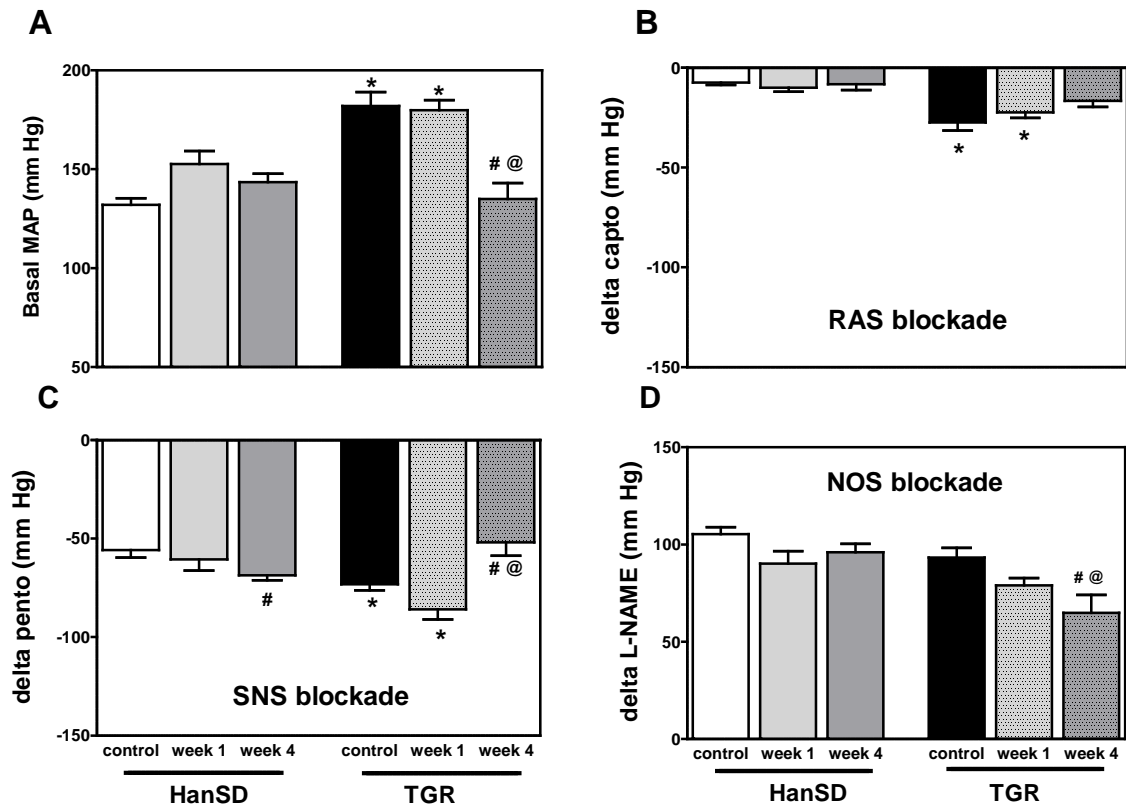 A
Basal MAP (mm Hg)
200
150
100
50
*
*
# @
B
delta capto (mm Hg)
0
-50
-100
-150
*
*
RAS blockade
C
delta pento (mm Hg)
0
-50
-100
-150
#
*
*
# @
SNS blockade
control week 1 week 4 control week 1 week 4
HanSD TGR
D
delta L-NAME (mm Hg)
150
100
50
0
NOS blockade
# @
control week 1 week 4 control week 1 week 4
HanSD TGR